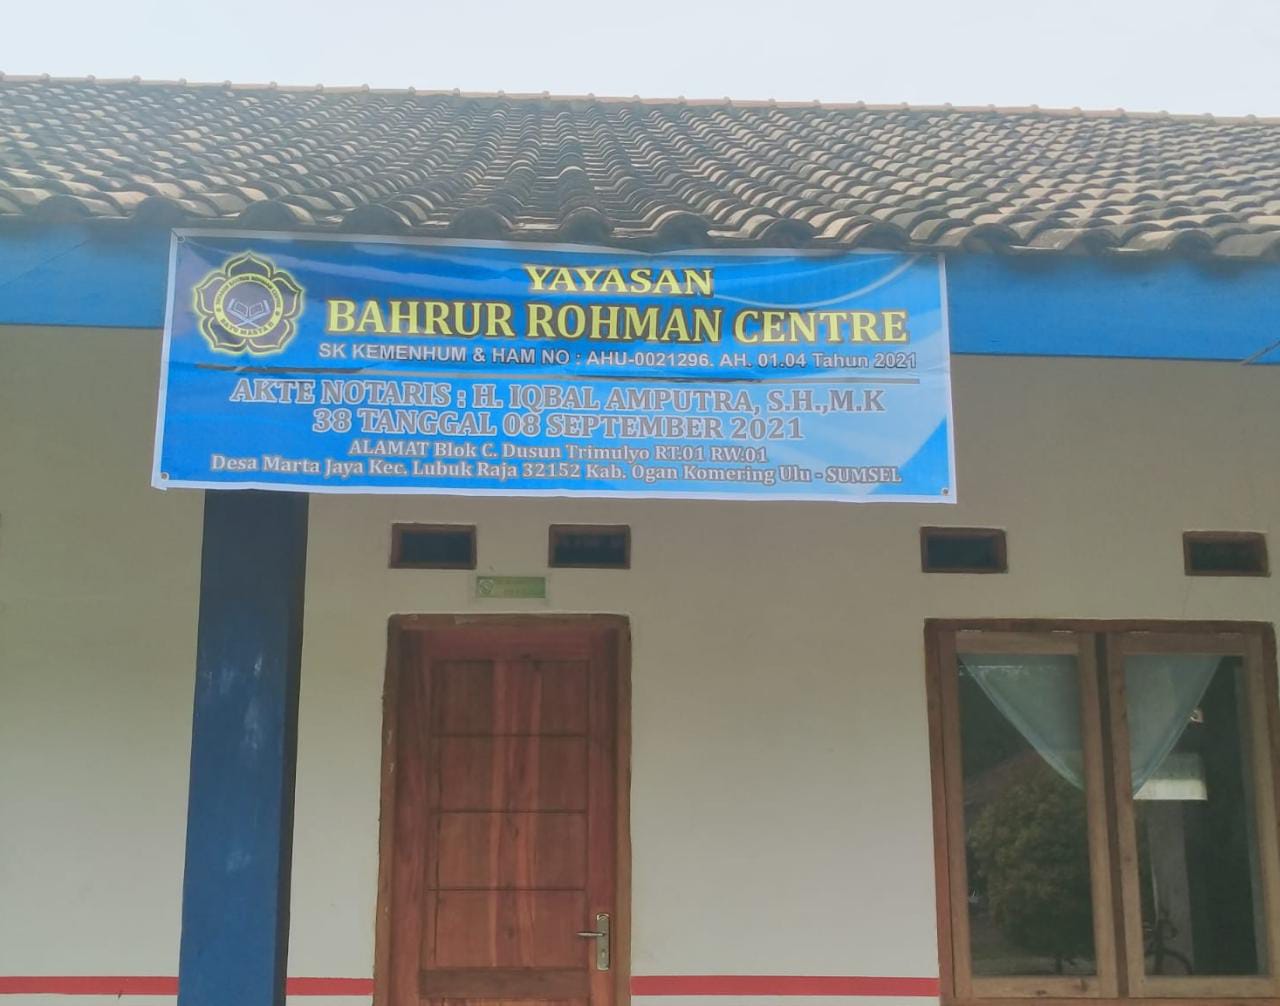 YAYASAN
BAHRUR ROHMAN CENTRE
SK KEMENHUM & HAM NO : AHU-0021296. AH. 01.04 Tahun 2021
AKTE NOTARIS : H. IQBAL AMPUTRA, S.H.,M.K
38 TANGGAL 08 SEPTEMBER 2021
ALAMAT Blok C. Dusun Trimulyo RT.01 RW.01
Desa Marta Jaya Kec. Lubuk Raja 32152 Kab. Ogan Komering Ulu - SUMSEL